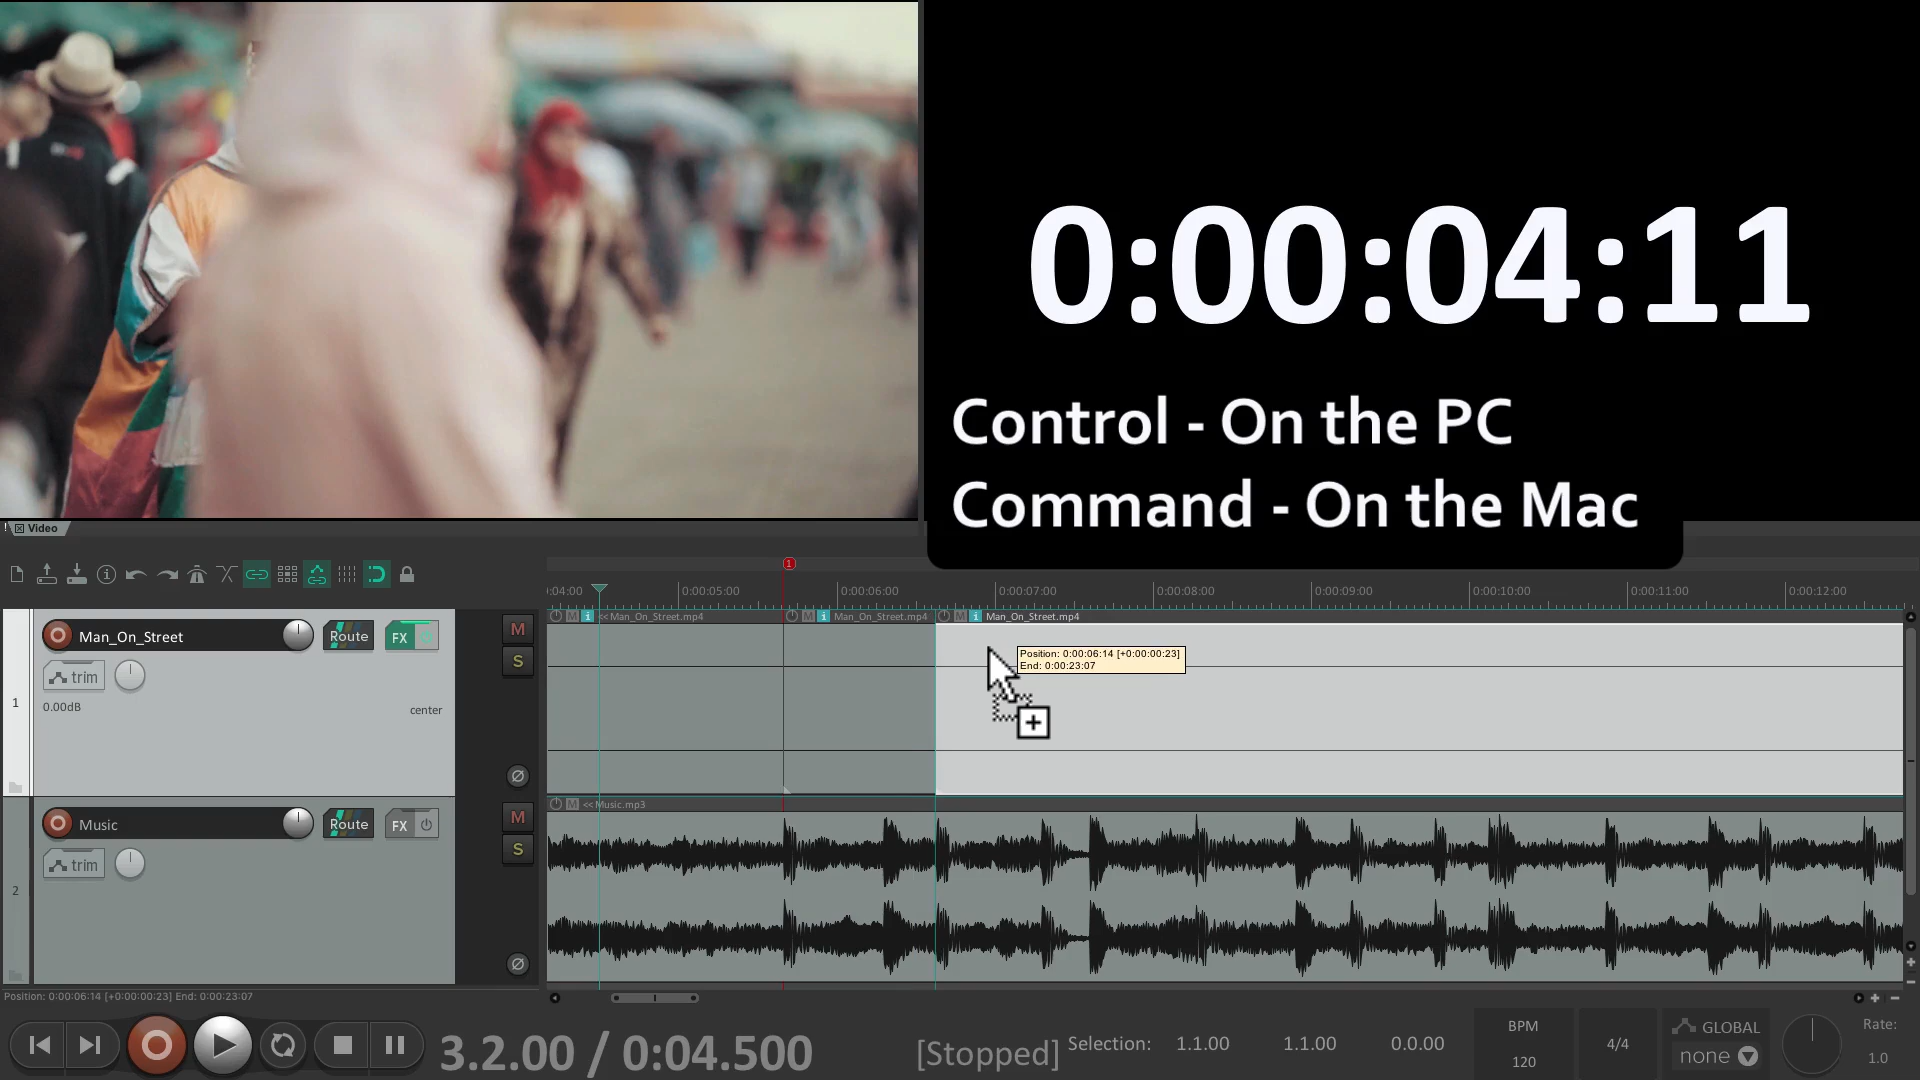 0:00:04:11
Control - On the PC
Command - On the Mac
Video
1
:04:00
0:00:05:00
0:00:06:00
0:00:07:00
0:00:08:00
0:00:09:00
0:00:10:00
0:00:11:00
0:00:12:00
M i <<Man_On_Street.mp4
M i Man_On_Street.mp4
M i Man_On_Street.mp4
1
Man_On_Street
Route
FX
M
S
trim
0.00dB
center
Position: 0:00:06:14 [+0:00:00:23]
End: 0:00:23:07
M <<Music.mp3
2
Music
Route
FX
M
S
trim
Position: 0:00:06:14 [+0:00:00:23] End: 0:00:23:07
3.2.00 / 0:04.500
[Stopped]
Selection:
1.1.00
1.1.00
0.0.00
BPM
120
4/4
GLOBAL
none
Rate:
1.0